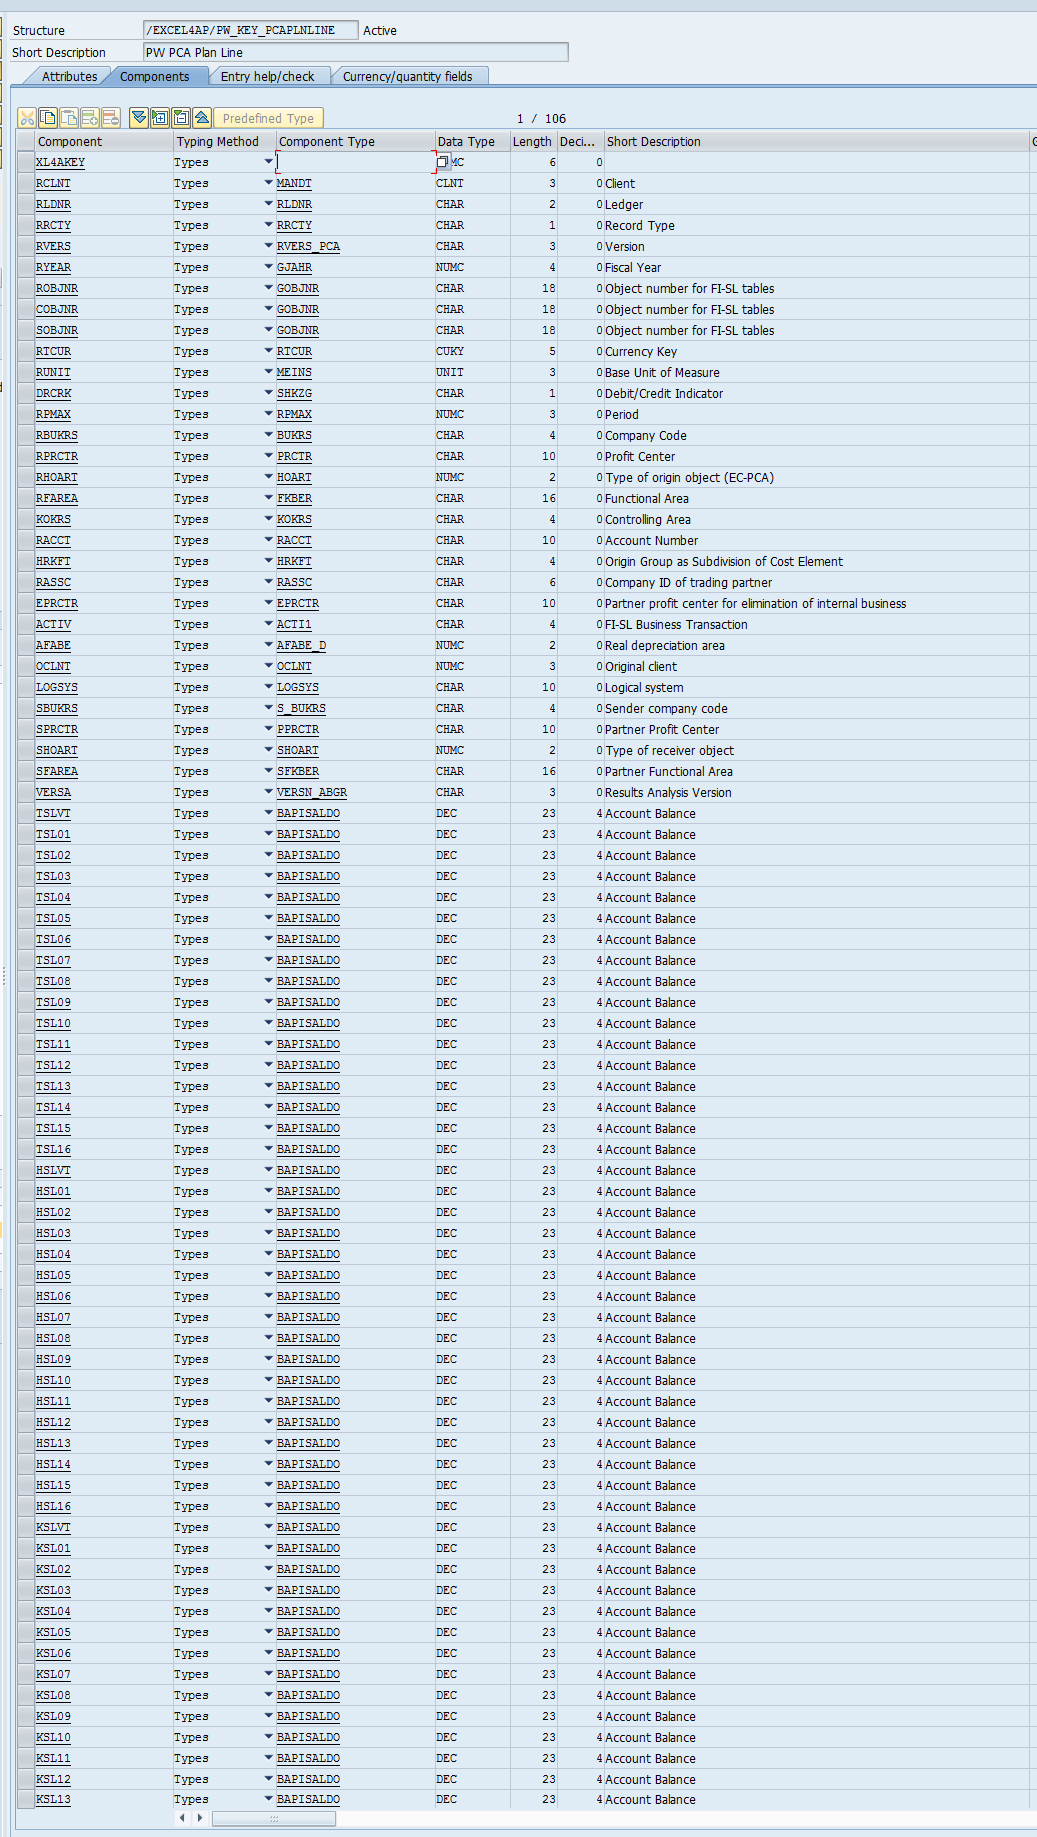 Structure /EXCEL4AP/PW_KEY_PCAPLNLINE Active
Short Description PW PCA Plan Line
Attributes Components Entry help/check Currency/quantity fields
Predefined Type 1 / 106
Component Typing Method Component Type Data Type Length Deci... Short Description
XL4AKEY Types MC 6 0
RCLNT Types MANDT CLNT 3 0 Client
RLDNR Types RLDNR CHAR 2 0 Ledger
RRCTY Types RRCTY CHAR 1 0 Record Type
RVERS Types RVERS_PCA CHAR 3 0 Version
RYEAR Types GJAHR NUMC 4 0 Fiscal Year
ROBJNR Types GOBJNR CHAR 18 0 Object number for FI-SL tables
COBJNR Types GOBJNR CHAR 18 0 Object number for FI-SL tables
SOBJNR Types GOBJNR CHAR 18 0 Object number for FI-SL tables
RTCUR Types RTCUR CUKY 5 0 Currency Key
RUNIT Types MEINS UNIT 3 0 Base Unit of Measure
DRCRK Types SHKZG CHAR 1 0 Debit/Credit Indicator
RPMAX Types RPMAX NUMC 3 0 Period
RBUKRS Types BUKRS CHAR 4 0 Company Code
RPRCTR Types PRCTR CHAR 10 0 Profit Center
RHOART Types HOART NUMC 2 0 Type of origin object (EC-PCA)
RFAREA Types FKBER CHAR 16 0 Functional Area
KOKRS Types KOKRS CHAR 4 0 Controlling Area
RACCT Types RACCT CHAR 10 0 Account Number
HRKFT Types HRKFT CHAR 4 0 Origin Group as Subdivision of Cost Element
RASSC Types RASSC CHAR 6 0 Company ID of trading partner
EPRCTR Types EPRCTR CHAR 10 0 Partner profit center for elimination of internal business
ACTIV Types ACTI1 CHAR 4 0 FI-SL Business Transaction
AFABE Types AFABE_D NUMC 2 0 Real depreciation area
OCLNT Types OCLNT NUMC 3 0 Original client
LOGSYS Types LOGSYS CHAR 10 0 Logical system
SBUKRS Types S_BUKRS CHAR 4 0 Sender company code
SPRCTR Types PPRCTR CHAR 10 0 Partner Profit Center
SHOART Types SHOART NUMC 2 0 Type of receiver object
SFAREA Types SFKBER CHAR 16 0 Partner Functional Area
VERSA Types VERSN_ABGR CHAR 3 0 Results Analysis Version
TSLVT Types BAPISALDO DEC 23 4 Account Balance
TSL01 Types BAPISALDO DEC 23 4 Account Balance
TSL02 Types BAPISALDO DEC 23 4 Account Balance
TSL03 Types BAPISALDO DEC 23 4 Account Balance
TSL04 Types BAPISALDO DEC 23 4 Account Balance
TSL05 Types BAPISALDO DEC 23 4 Account Balance
TSL06 Types BAPISALDO DEC 23 4 Account Balance
TSL07 Types BAPISALDO DEC 23 4 Account Balance
TSL08 Types BAPISALDO DEC 23 4 Account Balance
TSL09 Types BAPISALDO DEC 23 4 Account Balance
TSL10 Types BAPISALDO DEC 23 4 Account Balance
TSL11 Types BAPISALDO DEC 23 4 Account Balance
TSL12 Types BAPISALDO DEC 23 4 Account Balance
TSL13 Types BAPISALDO DEC 23 4 Account Balance
TSL14 Types BAPISALDO DEC 23 4 Account Balance
TSL15 Types BAPISALDO DEC 23 4 Account Balance
TSL16 Types BAPISALDO DEC 23 4 Account Balance
HSLVT Types BAPISALDO DEC 23 4 Account Balance
HSL01 Types BAPISALDO DEC 23 4 Account Balance
HSL02 Types BAPISALDO DEC 23 4 Account Balance
HSL03 Types BAPISALDO DEC 23 4 Account Balance
HSL04 Types BAPISALDO DEC 23 4 Account Balance
HSL05 Types BAPISALDO DEC 23 4 Account Balance
HSL06 Types BAPISALDO DEC 23 4 Account Balance
HSL07 Types BAPISALDO DEC 23 4 Account Balance
HSL08 Types BAPISALDO DEC 23 4 Account Balance
HSL09 Types BAPISALDO DEC 23 4 Account Balance
HSL10 Types BAPISALDO DEC 23 4 Account Balance
HSL11 Types BAPISALDO DEC 23 4 Account Balance
HSL12 Types BAPISALDO DEC 23 4 Account Balance
HSL13 Types BAPISALDO DEC 23 4 Account Balance
HSL14 Types BAPISALDO DEC 23 4 Account Balance
HSL15 Types BAPISALDO DEC 23 4 Account Balance
HSL16 Types BAPISALDO DEC 23 4 Account Balance
KSLVT Types BAPISALDO DEC 23 4 Account Balance
KSL01 Types BAPISALDO DEC 23 4 Account Balance
KSL02 Types BAPISALDO DEC 23 4 Account Balance
KSL03 Types BAPISALDO DEC 23 4 Account Balance
KSL04 Types BAPISALDO DEC 23 4 Account Balance
KSL05 Types BAPISALDO DEC 23 4 Account Balance
KSL06 Types BAPISALDO DEC 23 4 Account Balance
KSL07 Types BAPISALDO DEC 23 4 Account Balance
KSL08 Types BAPISALDO DEC 23 4 Account Balance
KSL09 Types BAPISALDO DEC 23 4 Account Balance
KSL10 Types BAPISALDO DEC 23 4 Account Balance
KSL11 Types BAPISALDO DEC 23 4 Account Balance
KSL12 Types BAPISALDO DEC 23 4 Account Balance
KSL13 Types BAPISALDO DEC 23 4 Account Balance